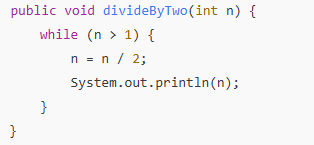 public void divideByTwo(int n) {
    while (n > 1) {
        n = n / 2;
        System.out.println(n);
    }
}